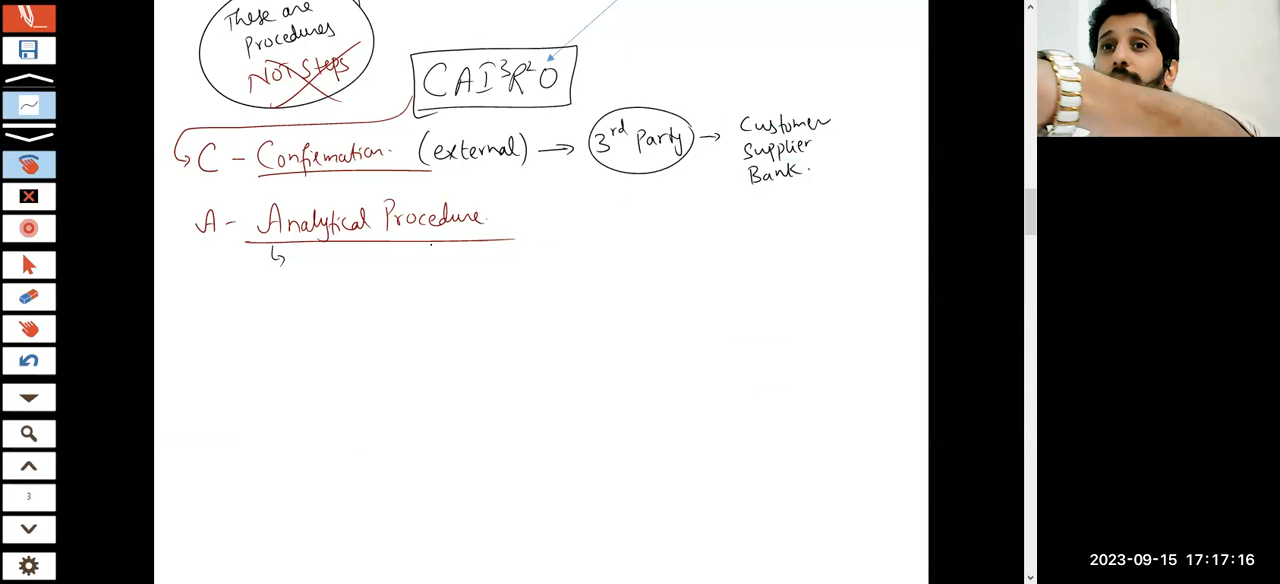 These are
Procedures
NOT Steps
CAI³R²O
C - Confirmation. (external) → 3rd Party → Customer
Supplier
Bank.
A - Analytical Procedure.
3
2023-09-15 17:17:16